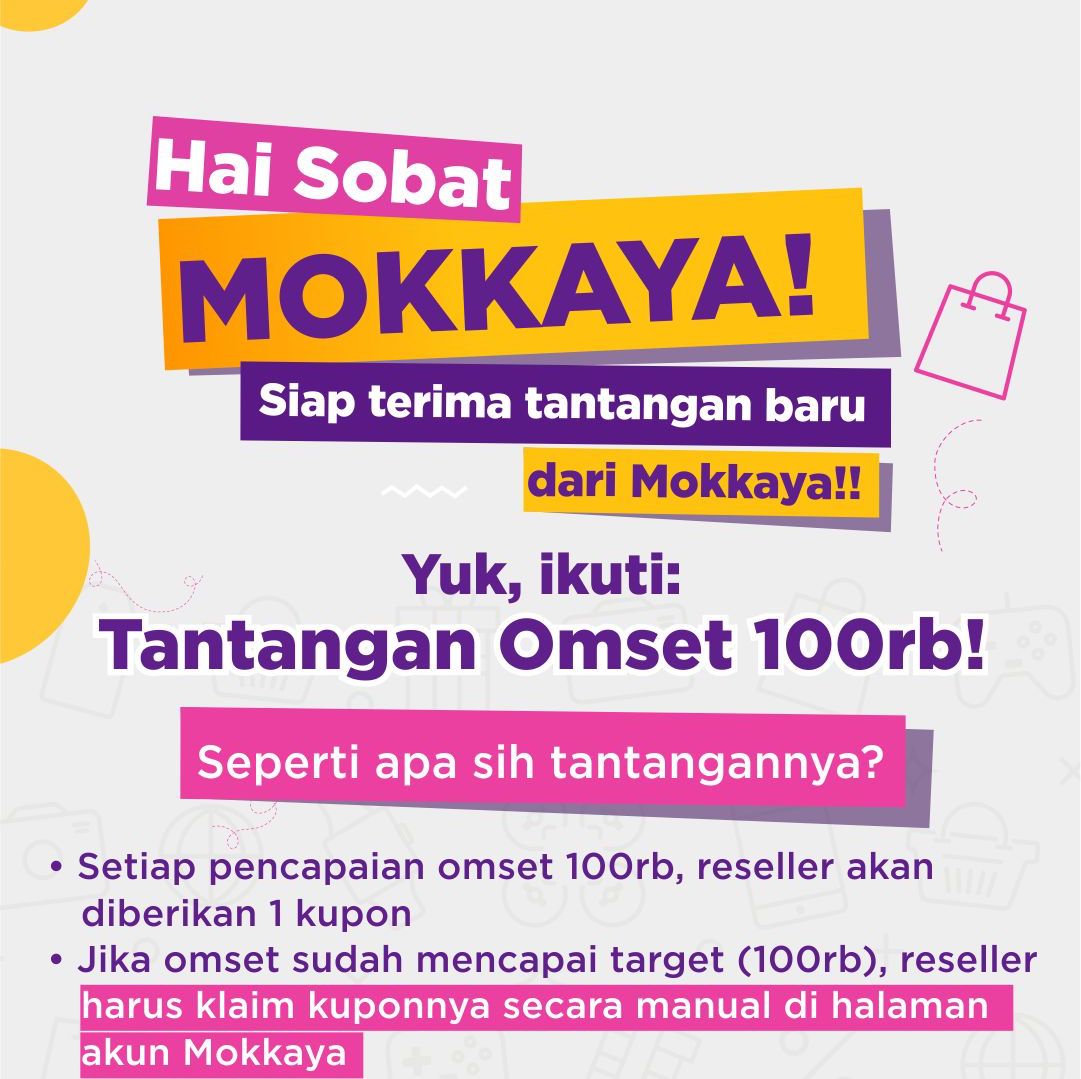 Hai Sobat
MOKKAYA!
Siap terima tantangan baru
dari Mokkaya!!
Yuk, ikuti:
Tantangan Omset 100rb!
Seperti apa sih tantangannya?
• Setiap pencapaian omset 100rb, reseller akan
diberikan 1 kupon
• Jika omset sudah mencapai target (100rb), reseller
harus klaim kuponnya secara manual di halaman
akun Mokkaya